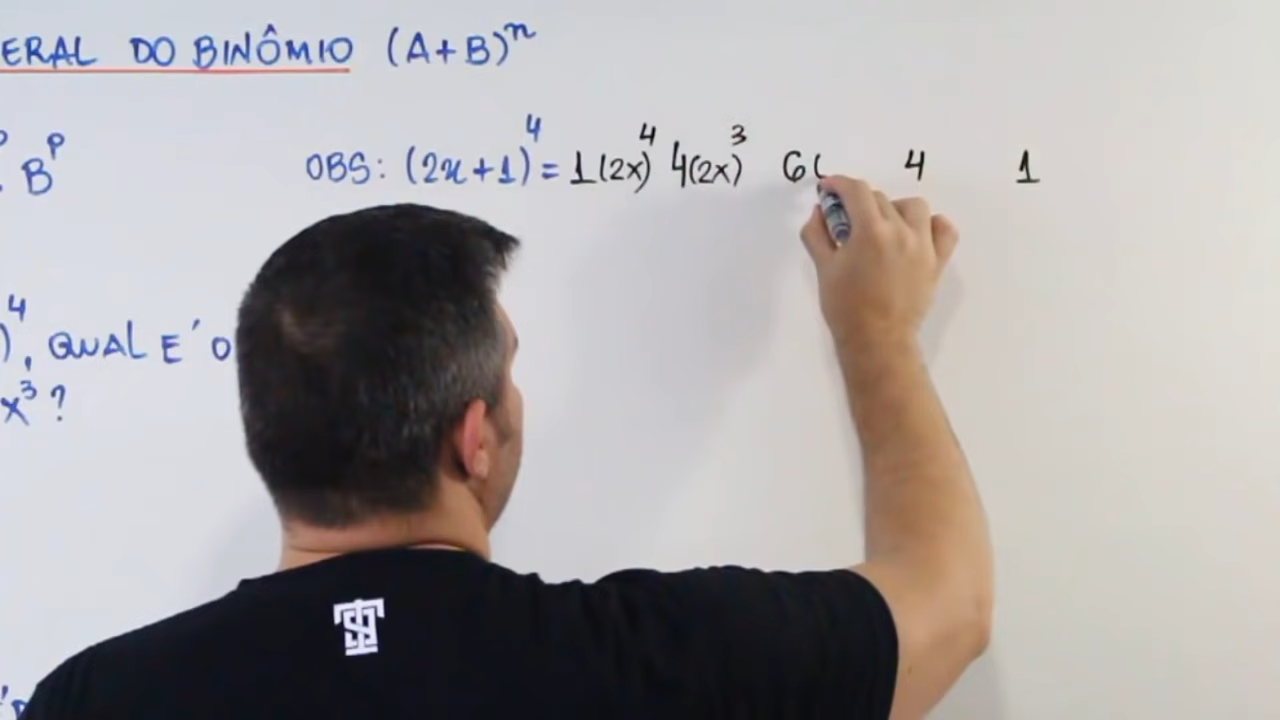 ERAL DO BINÔMIO (A+B)ⁿ
P
. Bᵖ
OBS: (2x+1)⁴ = 1(2x)⁴ 4(2x)³ 6( 4 1
)⁴, QUAL E´ O
x³ ?